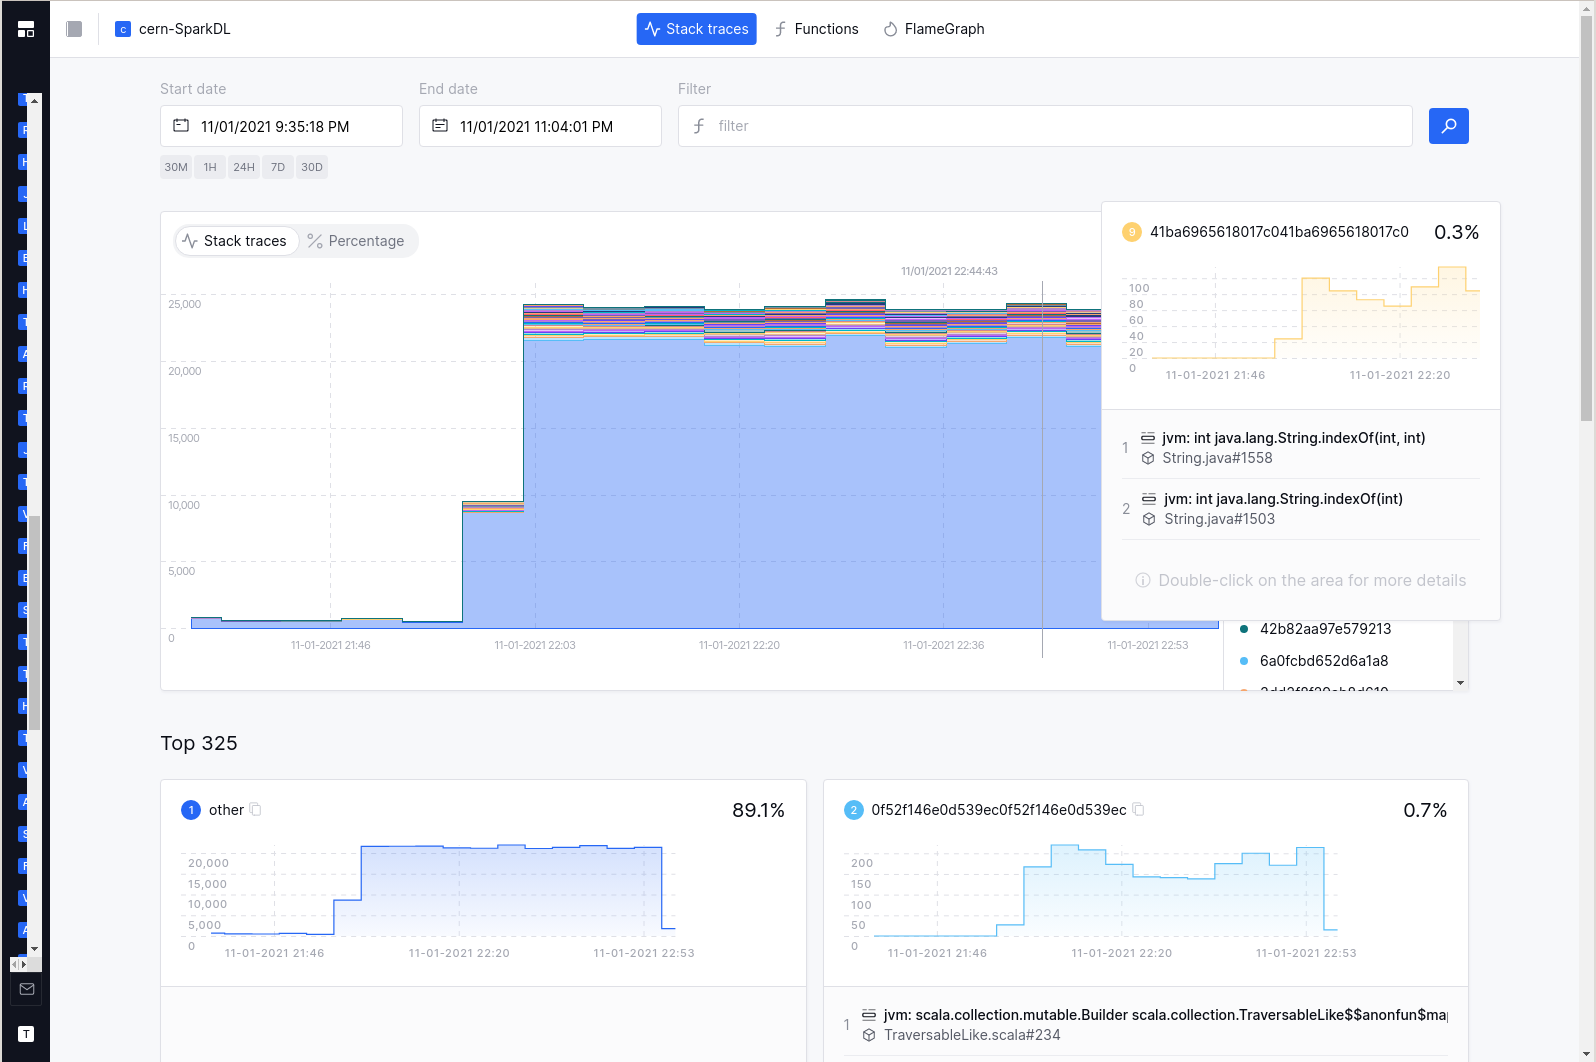 c cern-SparkDL
Stack traces
Functions
FlameGraph
Start date
End date
Filter
11/01/2021 9:35:18 PM
11/01/2021 11:04:01 PM
filter
30M 1H 24H 7D 30D
Stack traces
Percentage
11/01/2021 22:44:43
25,000
20,000
15,000
10,000
5,000
0
11-01-2021 21:46
11-01-2021 22:03
11-01-2021 22:20
11-01-2021 22:36
11-01-2021 22:53
9 41ba6965618017c041ba6965618017c0 0.3%
100
80
60
40
20
0
11-01-2021 21:46
11-01-2021 22:20
1 jvm: int java.lang.String.indexOf(int, int)
String.java#1558
2 jvm: int java.lang.String.indexOf(int)
String.java#1503
Double-click on the area for more details
42b82aa97e579213
6a0fcbd652d6a1a8
Top 325
1 other 89.1%
20,000
15,000
10,000
5,000
0
11-01-2021 21:46
11-01-2021 22:20
11-01-2021 22:53
2 0f52f146e0d539ec0f52f146e0d539ec 0.7%
200
150
100
50
0
11-01-2021 21:46
11-01-2021 22:20
11-01-2021 22:53
1 jvm: scala.collection.mutable.Builder scala.collection.TraversableLike$$anonfun$ma
TraversableLike.scala#234
T